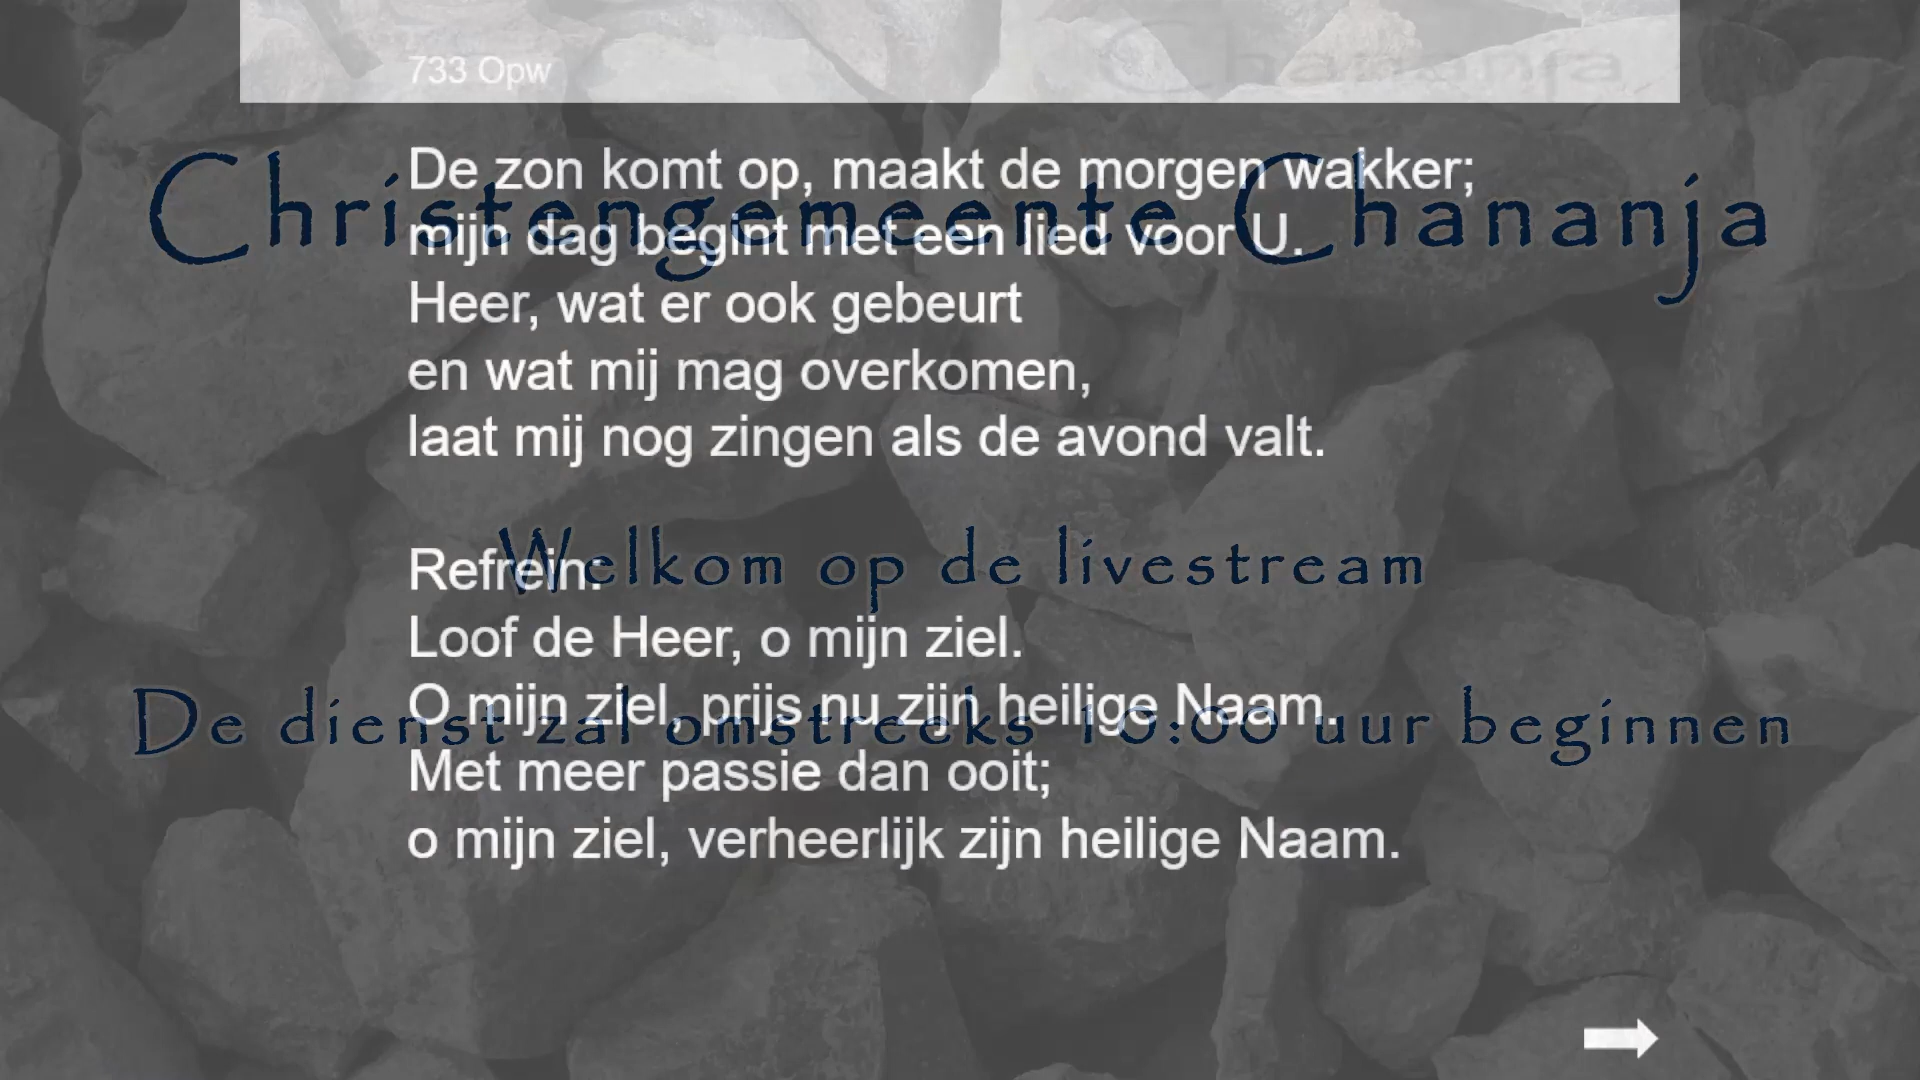 733 Opw
Chananja
De zon komt op, maakt de morgen wakker;
Christengemeente Chananja
mijn dag begint met een lied voor U.
Heer, wat er ook gebeurt
en wat mij mag overkomen,
laat mij nog zingen als de avond valt.
Welkom op de livestream
Refrein:
Loof de Heer, o mijn ziel.
O mijn ziel, prijs nu zijn heilige Naam.
De dienst zal omstreeks 10:00 uur beginnen
Met meer passie dan ooit;
o mijn ziel, verheerlijk zijn heilige Naam.